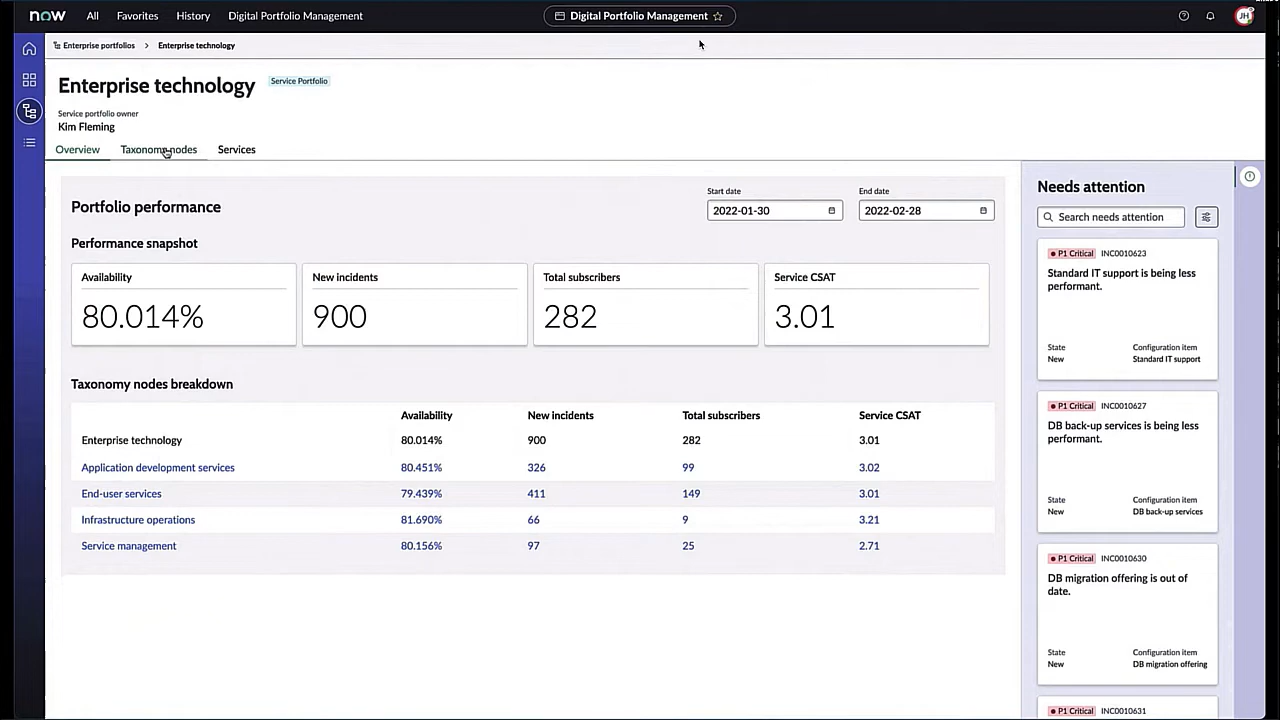 now All Favorites History Digital Portfolio Management Digital Portfolio Management JH
Enterprise portfolios > Enterprise technology
Enterprise technology Service Portfolio
Service portfolio owner
Kim Fleming
Overview Taxonomy nodes Services
Portfolio performance
Start date End date
2022-01-30 2022-02-28
Performance snapshot
Availability New incidents Total subscribers Service CSAT
80.014% 900 282 3.01
Taxonomy nodes breakdown
Availability New incidents Total subscribers Service CSAT
Enterprise technology 80.014% 900 282 3.01
Application development services 80.451% 326 99 3.02
End-user services 79.439% 411 149 3.01
Infrastructure operations 81.690% 66 9 3.21
Service management 80.156% 97 25 2.71
Needs attention
Search needs attention
P1 Critical INC0010623
Standard IT support is being less
performant.
State Configuration item
New Standard IT support
P1 Critical INC0010627
DB back-up services is being less
performant.
State Configuration item
New DB back-up services
P1 Critical INC0010630
DB migration offering is out of
date.
State Configuration item
New DB migration offering
P1 Critical INC0010631